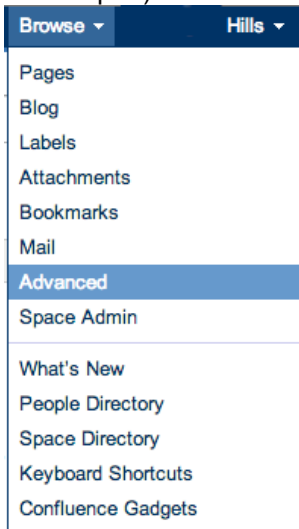 Browse Hills
Pages
Blog
Labels
Attachments
Bookmarks
Mail
Advanced
Space Admin
What's New
People Directory
Space Directory
Keyboard Shortcuts
Confluence Gadgets